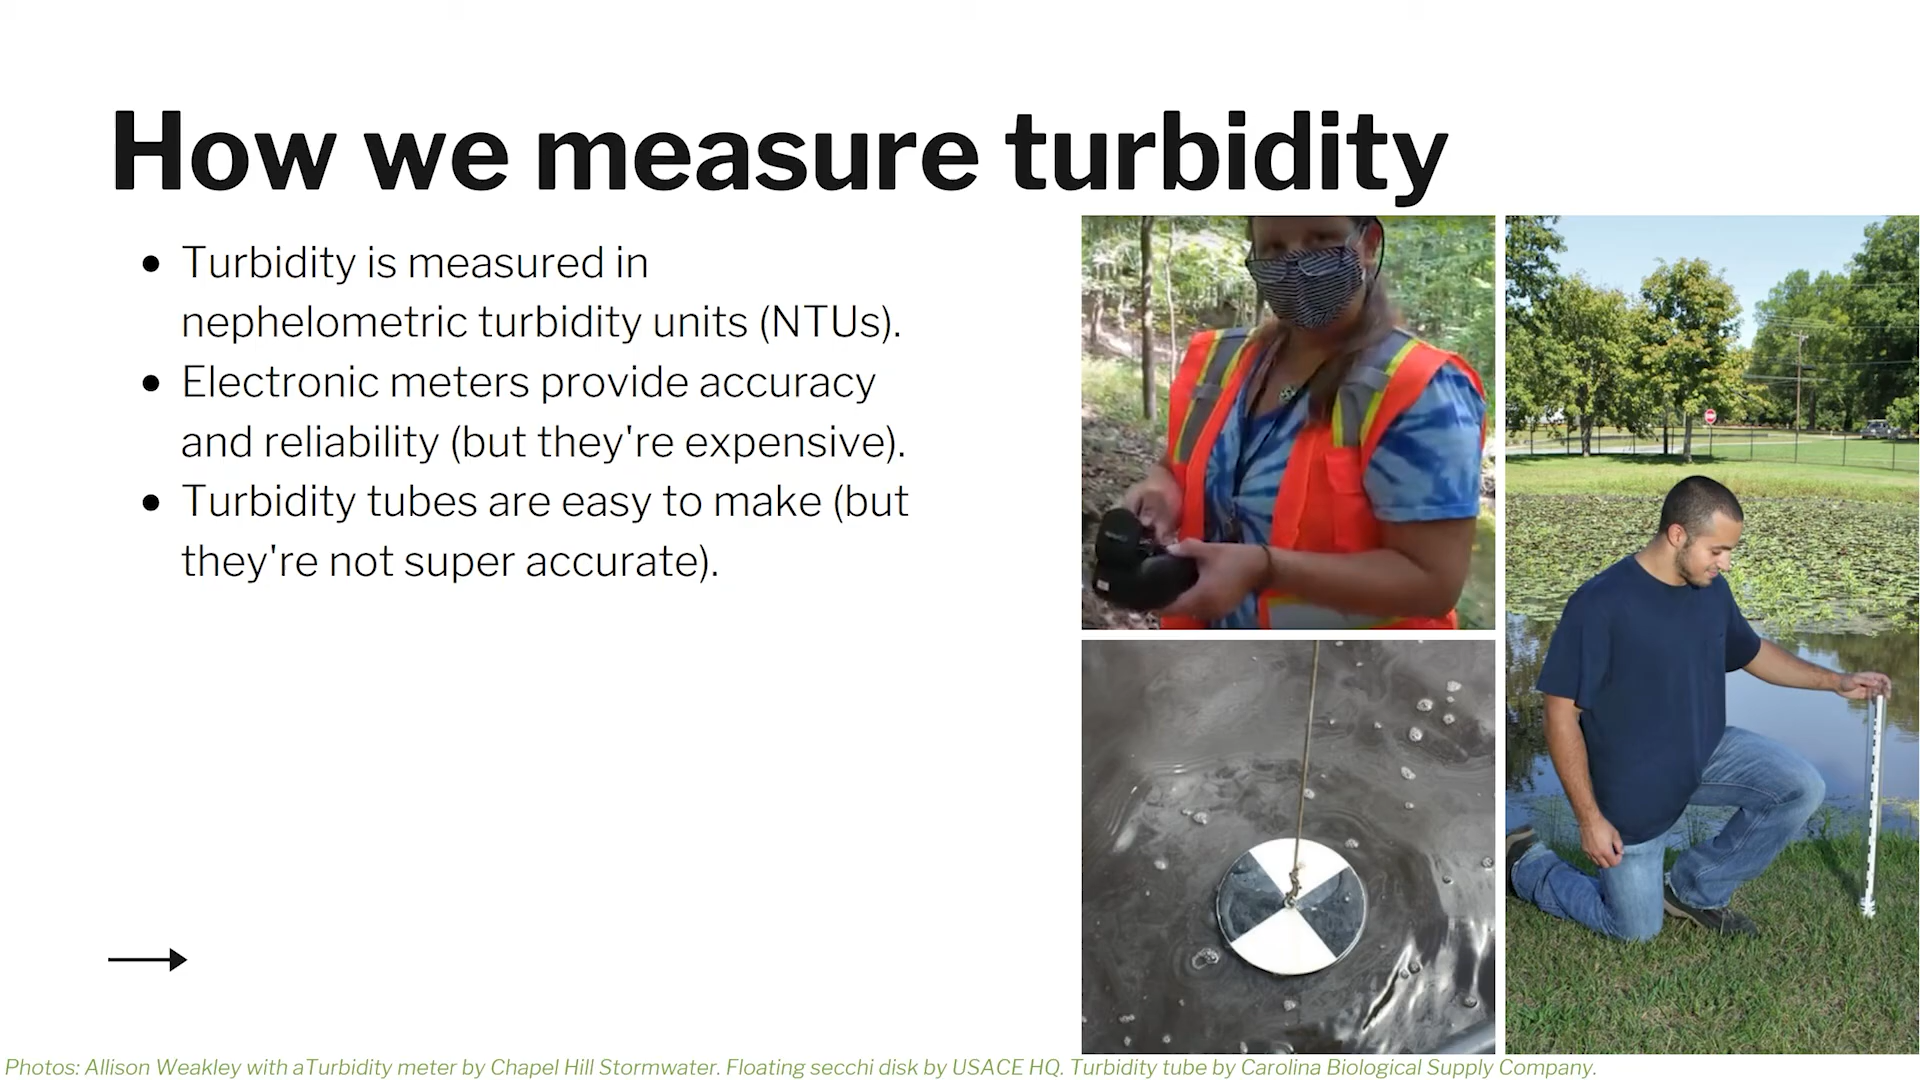 How we measure turbidity
Turbidity is measured in
nephelometric turbidity units (NTUs).
Electronic meters provide accuracy
and reliability (but they're expensive).
Turbidity tubes are easy to make (but
they're not super accurate).
Photos: Allison Weakley with aTurbidity meter by Chapel Hill Stormwater. Floating secchi disk by USACE HQ. Turbidity tube by Carolina Biological Supply Company.